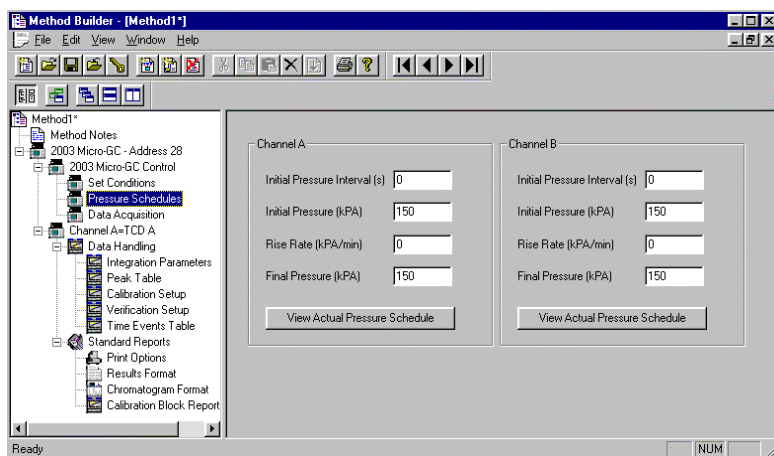 Method Builder - [Method1*]
File Edit View Window Help
Method1*
Method Notes
2003 Micro-GC - Address 28
2003 Micro-GC Control
Set Conditions
Pressure Schedules
Data Acquisition
Channel A=TCD A
Data Handling
Integration Parameters
Peak Table
Calibration Setup
Verification Setup
Time Events Table
Standard Reports
Print Options
Results Format
Chromatogram Format
Calibration Block Report
Channel A
Initial Pressure Interval (s) 0
Initial Pressure (kPA) 150
Rise Rate (kPA/min) 0
Final Pressure (kPA) 150
View Actual Pressure Schedule
Channel B
Initial Pressure Interval (s) 0
Initial Pressure (kPA) 150
Rise Rate (kPA/min) 0
Final Pressure (kPA) 150
View Actual Pressure Schedule
Ready NUM